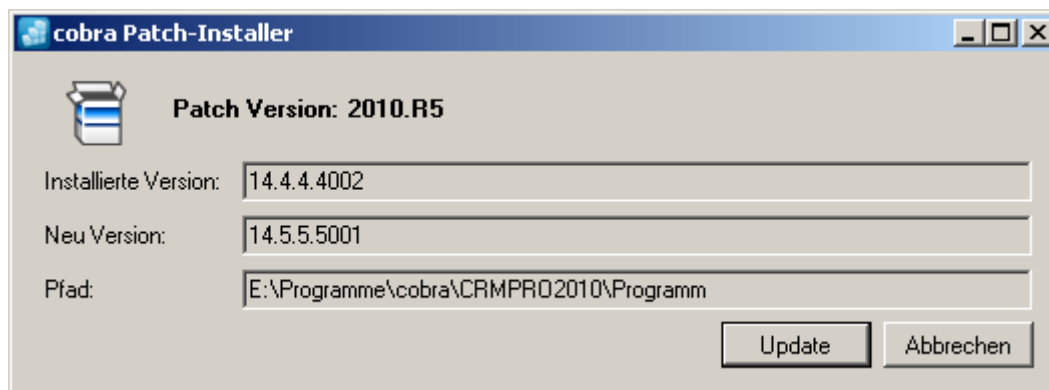 cobra Patch-Installer
Patch Version: 2010.R5
Installierte Version: 14.4.4.4002
Neu Version: 14.5.5.5001
Pfad: E:\Programme\cobra\CRMPRO2010\Programm
Update Abbrechen